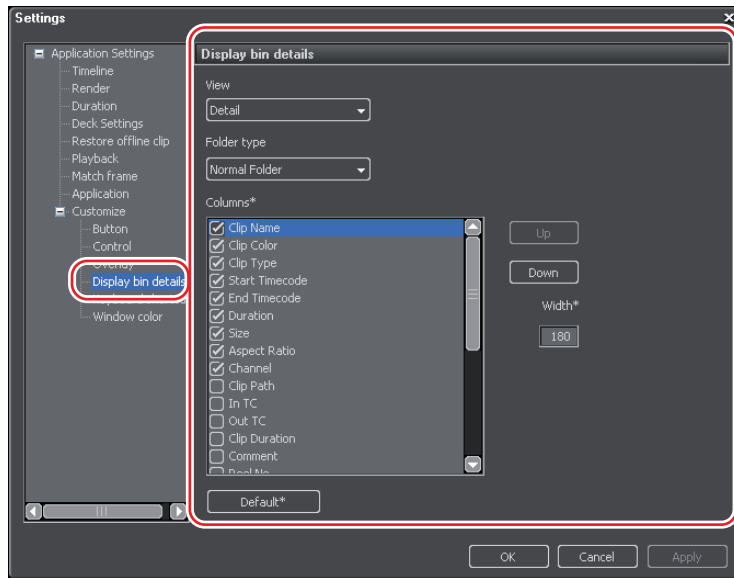 Settings
x
Application Settings
Timeline
Render
Duration
Deck Settings
Restore offline clip
Playback
Match frame
Application
Customize
Button
Control
Overlay
Display bin details
Window color
Display bin details
View
Detail
Folder type
Normal Folder
Columns*
Clip Name
Clip Color
Clip Type
Start Timecode
End Timecode
Duration
Size
Aspect Ratio
Channel
Clip Path
In TC
Out TC
Clip Duration
Comment
Reel No
Up
Down
Width*
180
Default*
OK
Cancel
Apply